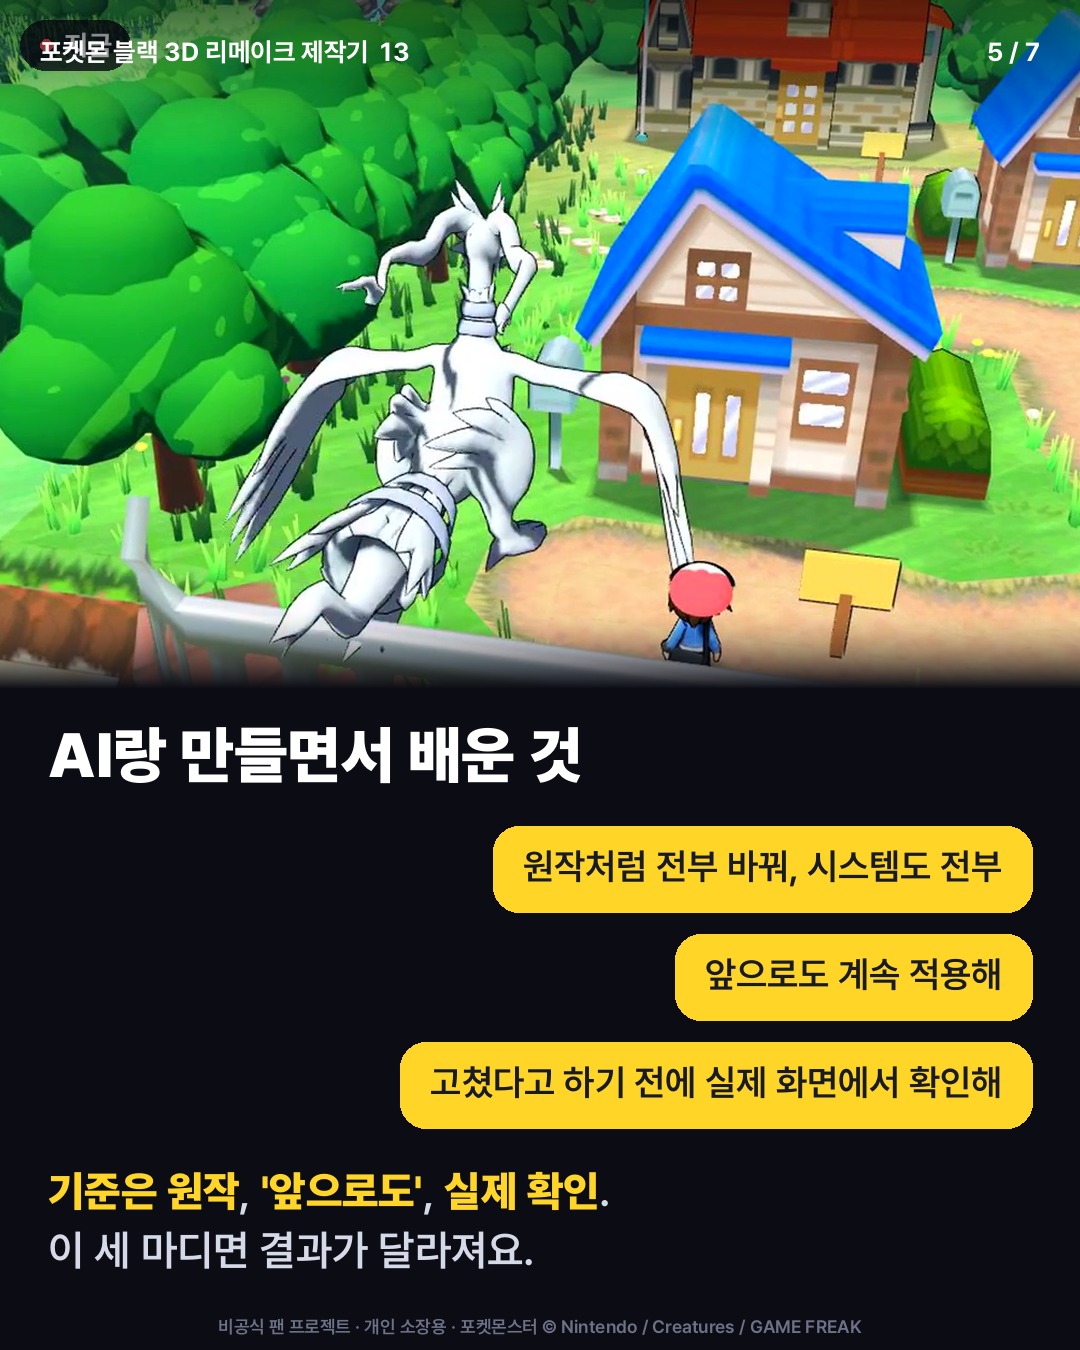 포켓몬 블랙 3D 리메이크 제작기 13
5 / 7
AI랑 만들면서 배운 것
원작처럼 전부 바꿔, 시스템도 전부
앞으로도 계속 적용해
고쳤다고 하기 전에 실제 화면에서 확인해
기준은 원작, '앞으로도', 실제 확인.
이 세 마디면 결과가 달라져요.
비공식 팬 프로젝트 · 개인 소장용 · 포켓몬스터 © Nintendo / Creatures / GAME FREAK